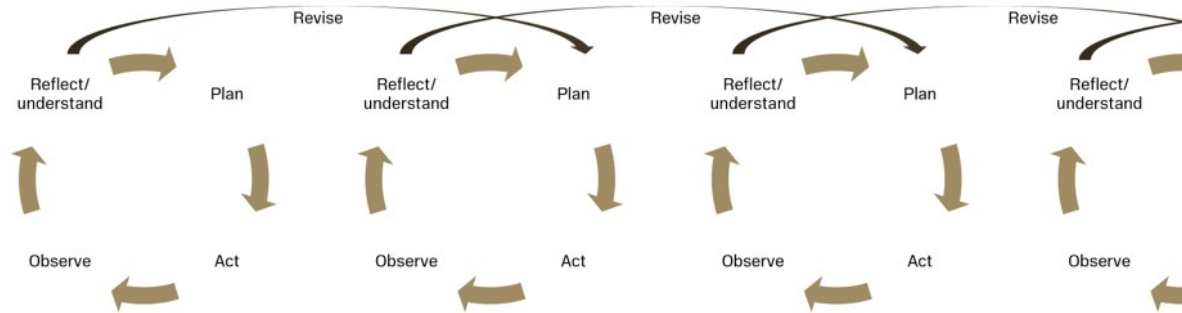 Revise
Revise
Revise
Reflect/
understand
Plan
Reflect/
understand
Plan
Reflect/
understand
Plan
Reflect/
understand
Observe
Act
Observe
Act
Observe
Act
Observe